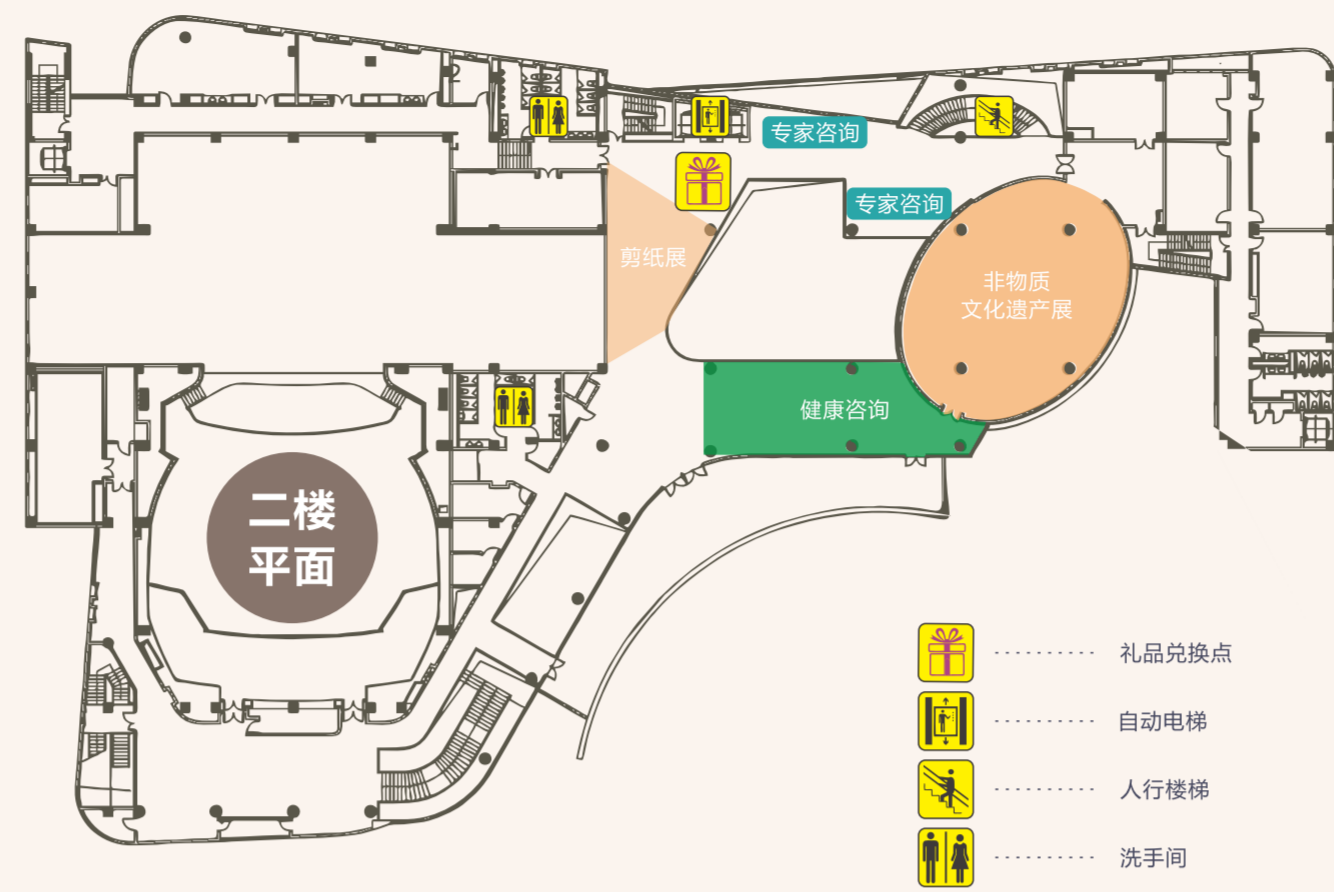 专家咨询
专家咨询
剪纸展
非物质
文化遗产展
健康咨询
二楼
平面
礼品兑换点
自动电梯
人行楼梯
洗手间